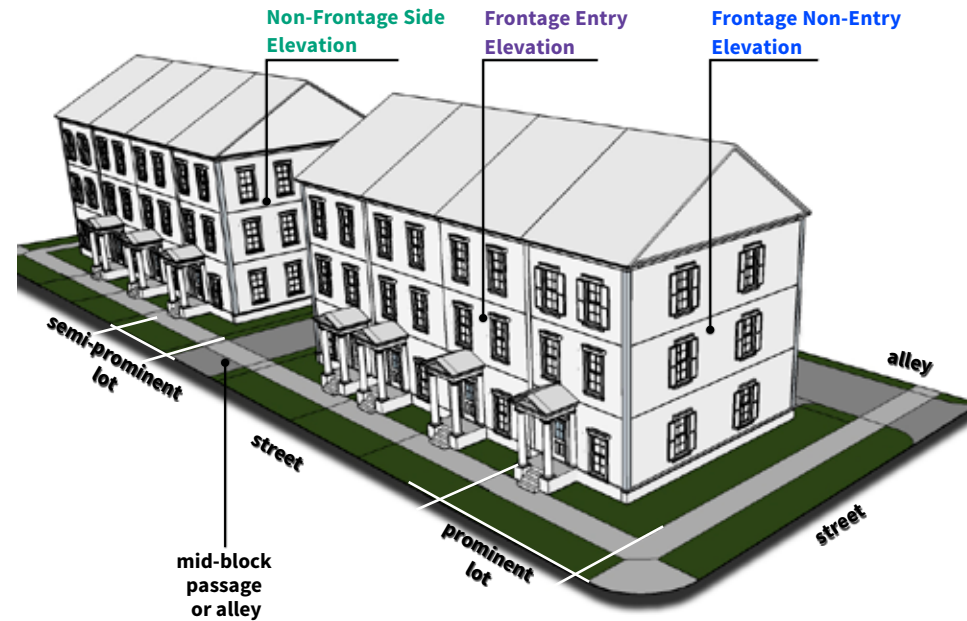 Non-Frontage Side
Elevation
Frontage Entry
Elevation
Frontage Non-Entry
Elevation
semi-prominent
lot
alley
street
street
prominent
lot
mid-block
passage
or alley